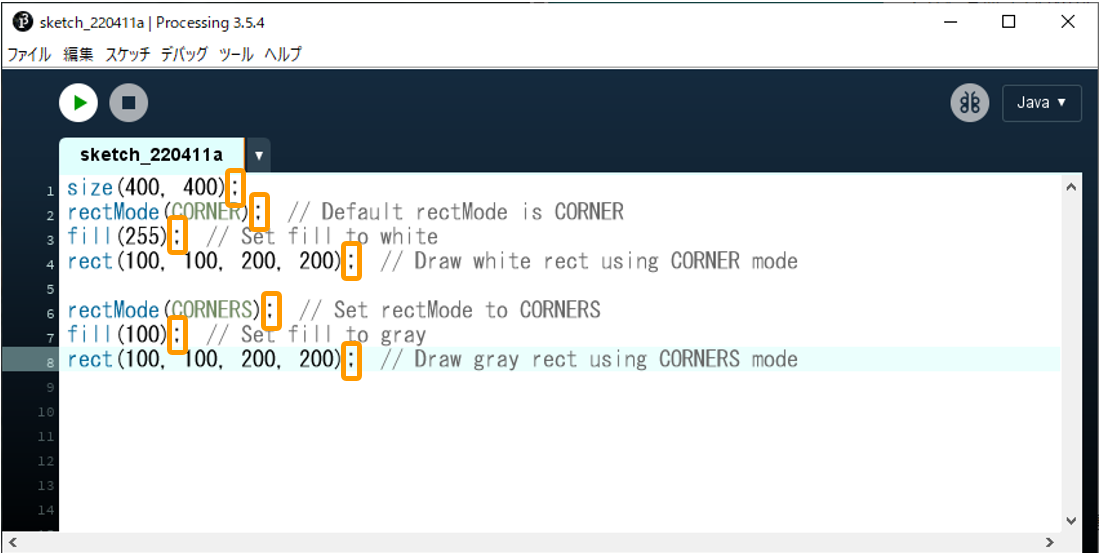 sketch_220411a | Processing 3.5.4
ファイル 編集 スケッチ デバッグ ツール ヘルプ
Java ▼
sketch_220411a ▼
1 size(400, 400);
2 rectMode(CORNER); // Default rectMode is CORNER
3 fill(255); // Set fill to white
4 rect(100, 100, 200, 200); // Draw white rect using CORNER mode
5
6 rectMode(CORNERS); // Set rectMode to CORNERS
7 fill(100); // Set fill to gray
8 rect(100, 100, 200, 200); // Draw gray rect using CORNERS mode
9
10
11
12
13
14